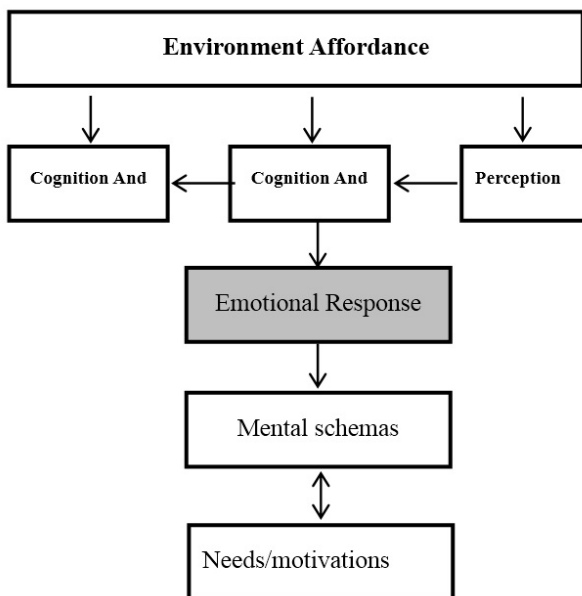 Environment Affordance
Cognition And
Cognition And
Perception
Emotional Response
Mental schemas
Needs/motivations